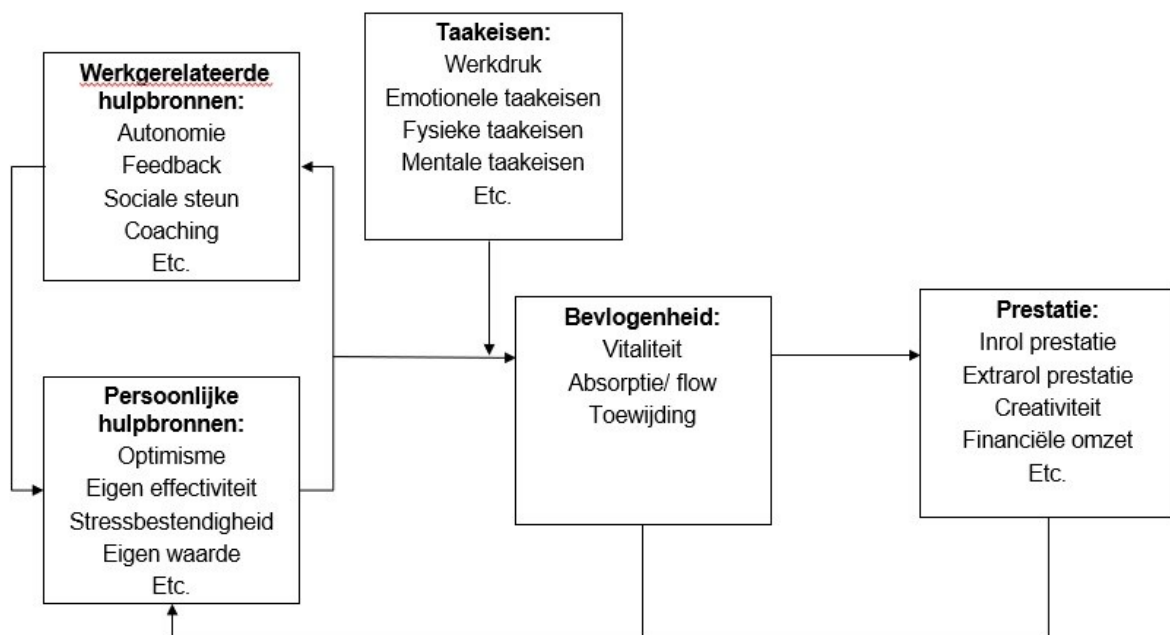 Werkgerelateerde
hulpbronnen:
Autonomie
Feedback
Sociale steun
Coaching
Etc.
Taakeisen:
Werkdruk
Emotionele taakeisen
Fysieke taakeisen
Mentale taakeisen
Etc.
Persoonlijke
hulpbronnen:
Optimisme
Eigen effectiviteit
Stressbestendigheid
Eigen waarde
Etc.
Bevlogenheid:
Vitaliteit
Absorptie/ flow
Toewijding
Prestatie:
Inrol prestatie
Extrarol prestatie
Creativiteit
Financiële omzet
Etc.